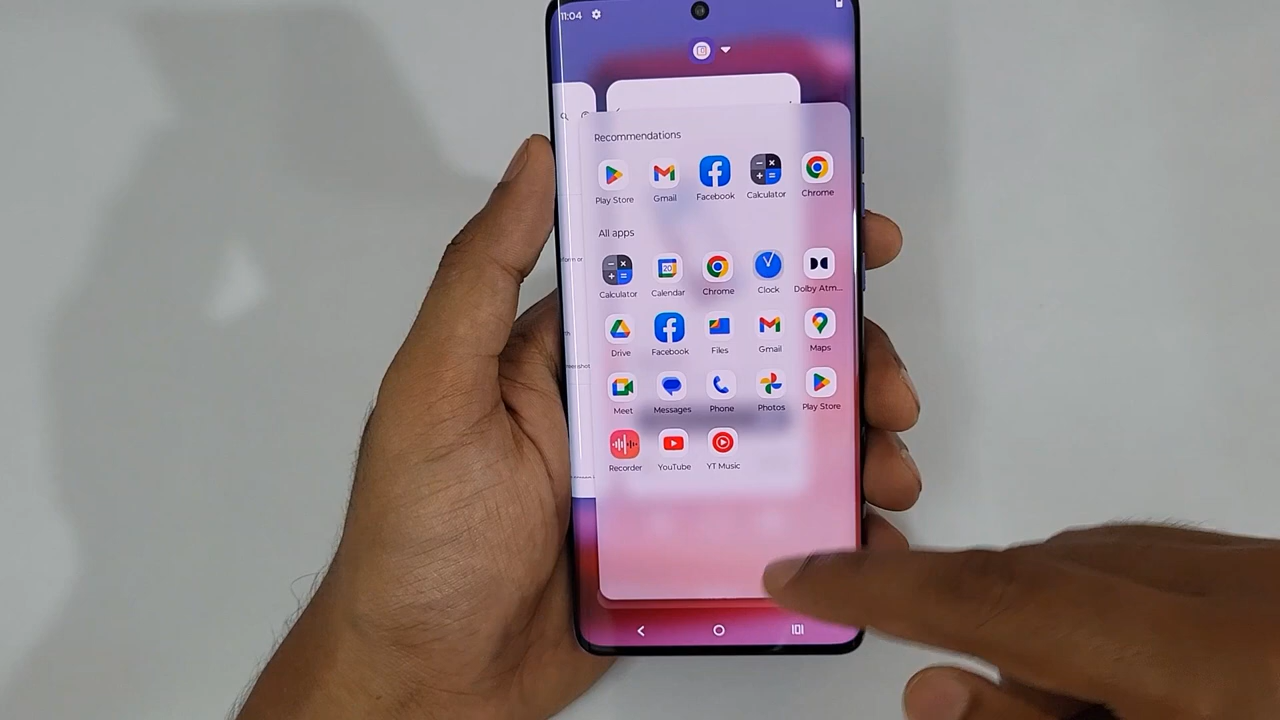 11:04
Recommendations
Play Store Gmail Facebook Calculator Chrome
All apps
20
Calculator Calendar Chrome Clock Dolby Atm...
Drive Facebook Files Gmail Maps
Meet Messages Phone Photos Play Store
Recorder YouTube YT Music